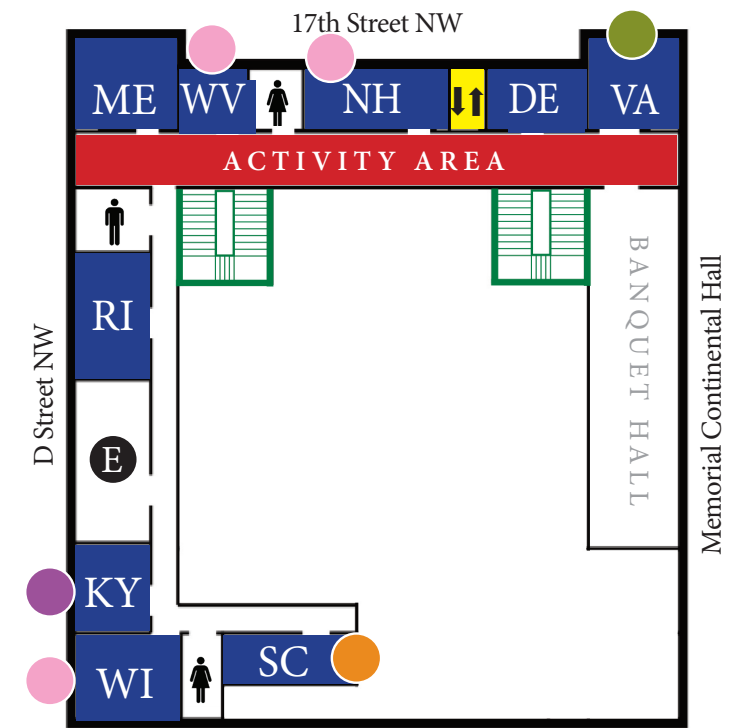 17th Street NW
ME
WV
NH
DE
VA
ACTIVITY AREA
BANQUET HALL
Memorial Continental Hall
RI
D Street NW
E
KY
SC
WI